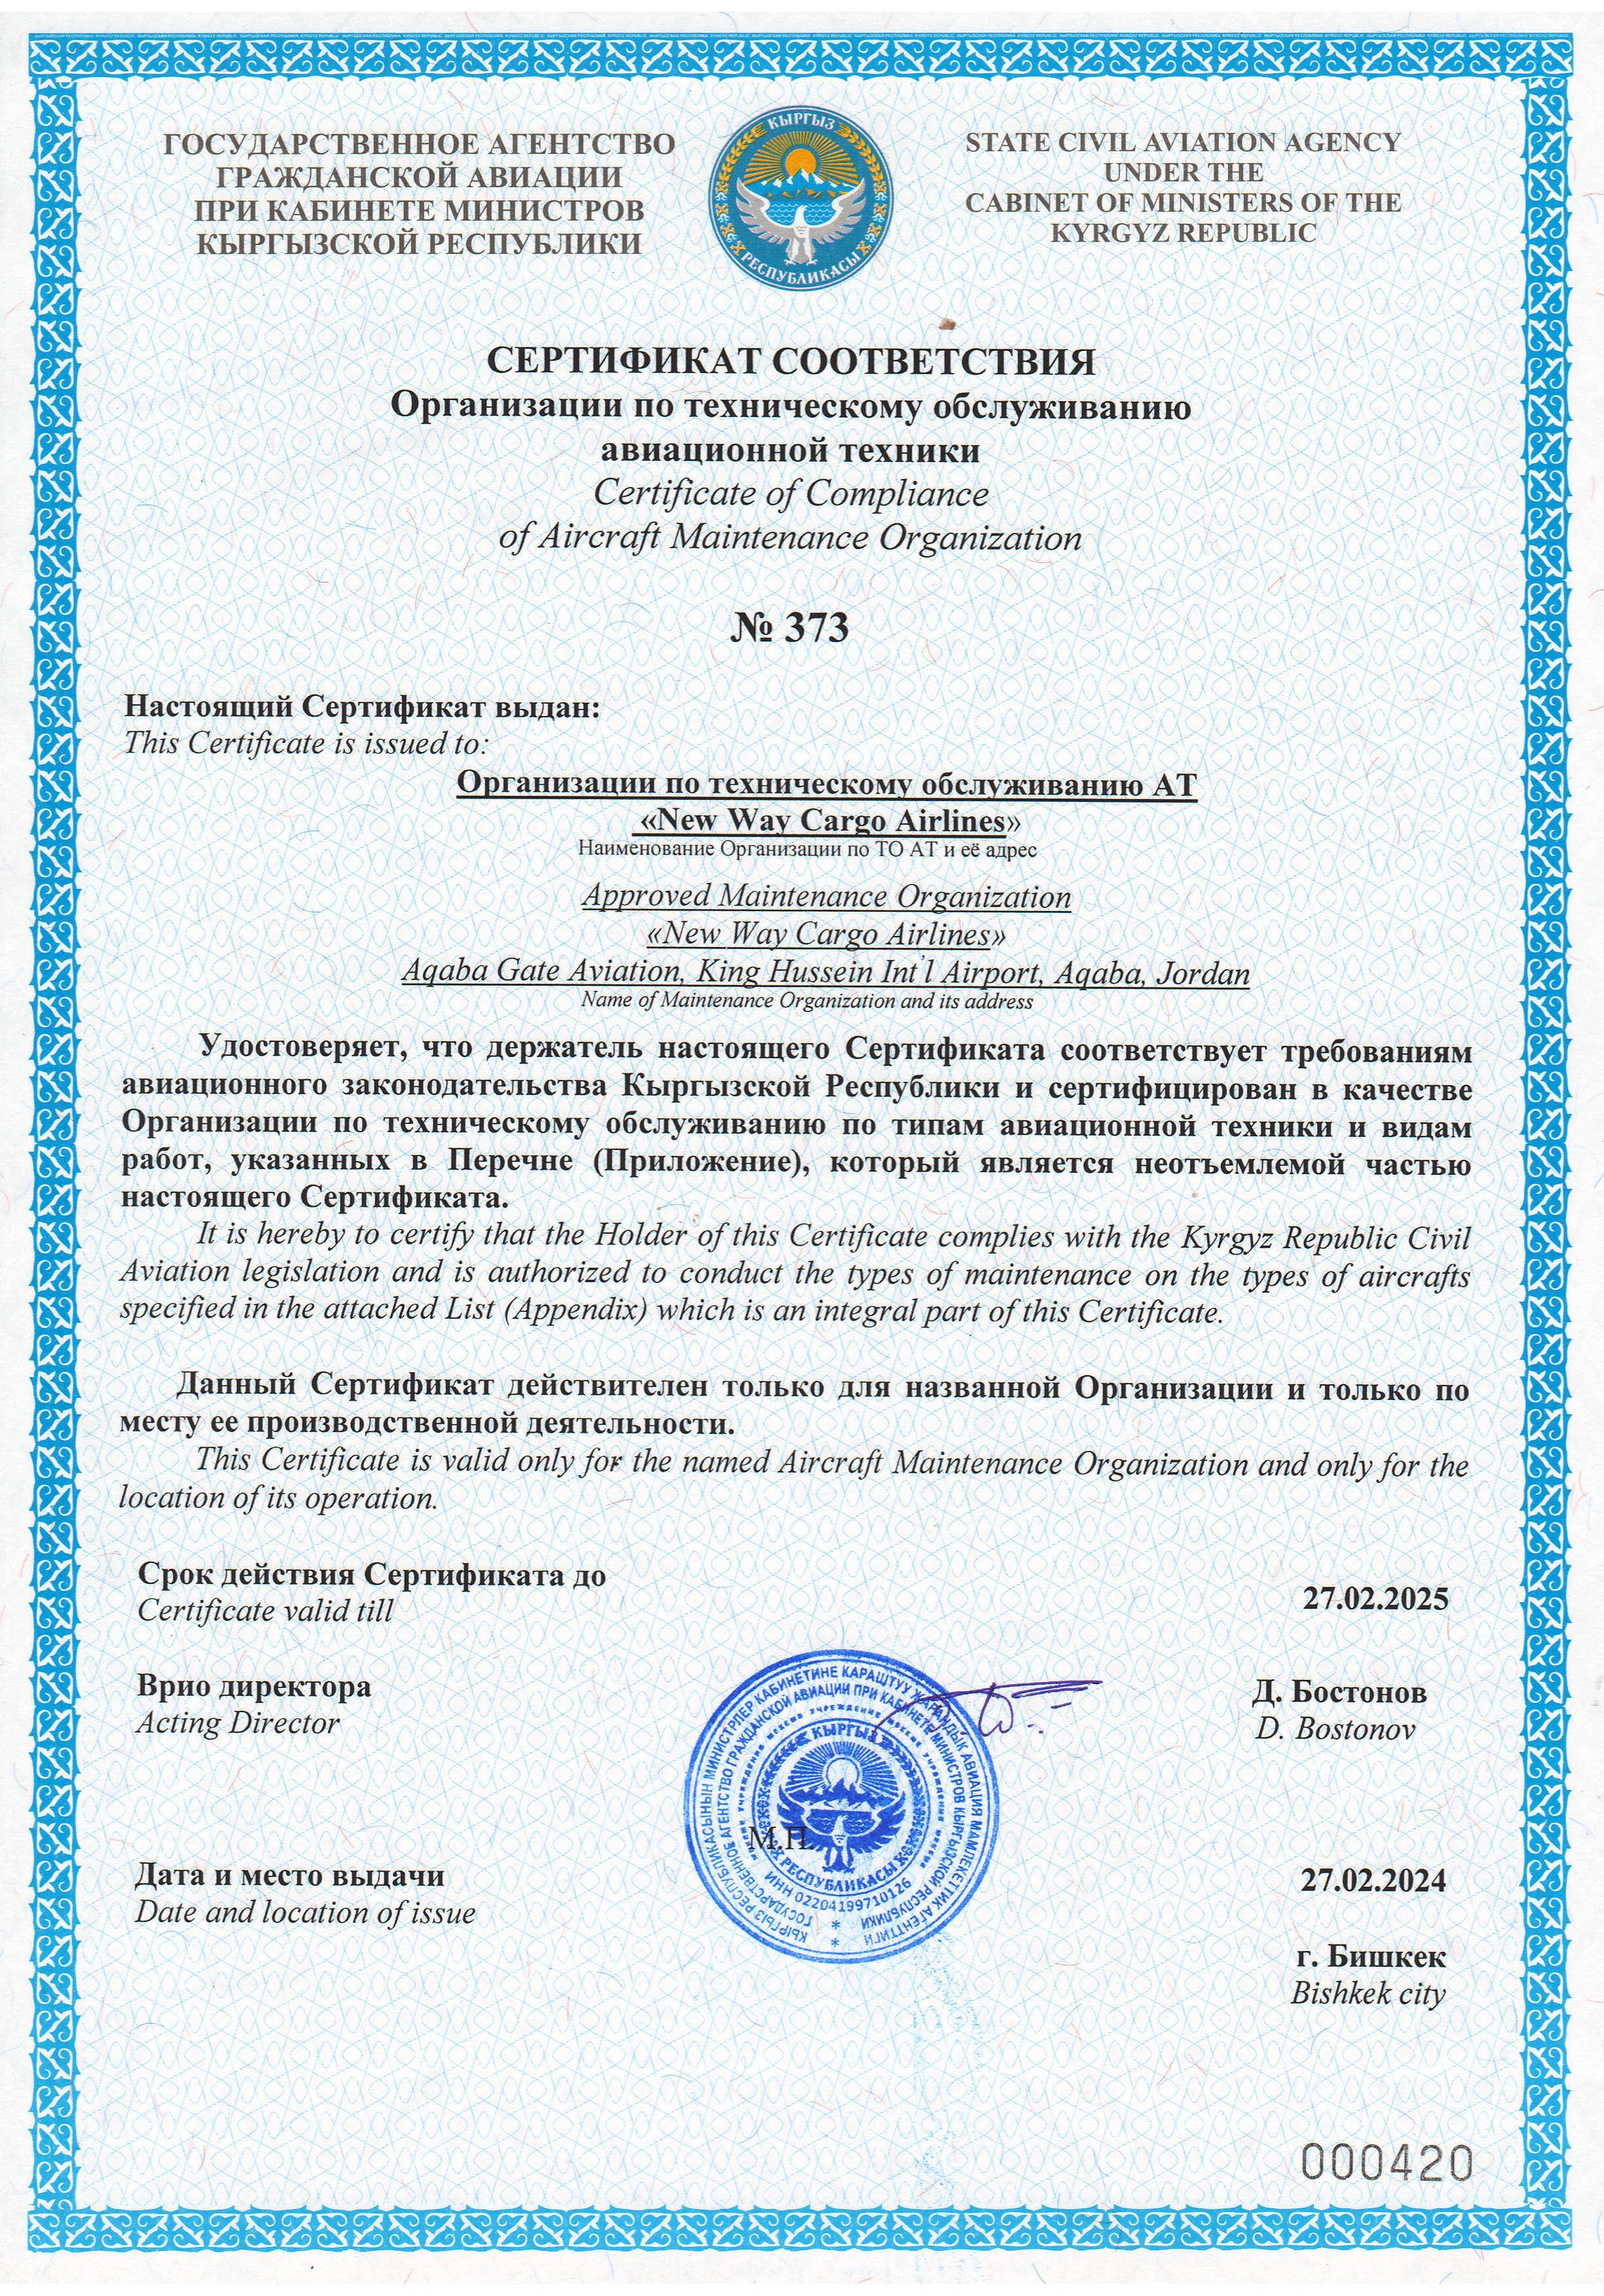 ГОСУДАРСТВЕННОЕ АГЕНТСТВО
ГРАЖДАНСКОЙ АВИАЦИИ
ПРИ КАБИНЕТЕ МИНИСТРОВ
КЫРГЫЗСКОЙ РЕСПУБЛИКИ
КЫРГЫЗ
РЕСПУБЛИКАСЫ
STATE CIVIL AVIATION AGENCY
UNDER THE
CABINET OF MINISTERS OF THE
KYRGYZ REPUBLIC
СЕРТИФИКАТ СООТВЕТСТВИЯ
Организации по техническому обслуживанию
авиационной техники
Certificate of Compliance
of Aircraft Maintenance Organization
№ 373
Настоящий Сертификат выдан:
This Certificate is issued to:
Организации по техническому обслуживанию АТ
«New Way Cargo Airlines»
Наименование Организации по ТО АТ и её адрес
Approved Maintenance Organization
«New Way Cargo Airlines»
Aqaba Gate Aviation, King Hussein Int'l Airport, Aqaba, Jordan
Name of Maintenance Organization and its address
Удостоверяет, что держатель настоящего Сертификата соответствует требованиям
авиационного законодательства Кыргызской Республики и сертифицирован в качестве
Организации по техническому обслуживанию по типам авиационной техники и видам
работ, указанных в Перечне (Приложение), который является неотъемлемой частью
настоящего Сертификата.
It is hereby to certify that the Holder of this Certificate complies with the Kyrgyz Republic Civil
Aviation legislation and is authorized to conduct the types of maintenance on the types of aircrafts
specified in the attached List (Appendix) which is an integral part of this Certificate.
Данный Сертификат действителен только для названной Организации и только по
месту ее производственной деятельности.
This Certificate is valid only for the named Aircraft Maintenance Organization and only for the
location of its operation.
Срок действия Сертификата до
Certificate valid till
27.02.2025
Врио директора
Acting Director
Д. Бостонов
D. Bostonov
КЫРГЫЗ РЕСПУБЛИКАСЫНЫН МИНИСТРЛЕР КАБИНЕТИНЕ КАРАШТУУ ЖАРАНДЫК АВИАЦИЯ МАМЛЕКЕТТИК АГЕНТТИГИ
ГОСУДАРСТВЕННОЕ АГЕНТСТВО ГРАЖДАНСКОЙ АВИАЦИИ ПРИ КАБИНЕТЕ МИНИСТРОВ КЫРГЫЗСКОЙ РЕСПУБЛИКИ
КЫРГЫЗ
РЕСПУБЛИКАСЫ
ИНН 02204199710126
М.П.
Дата и место выдачи
Date and location of issue
27.02.2024
г. Бишкек
Bishkek city
000420